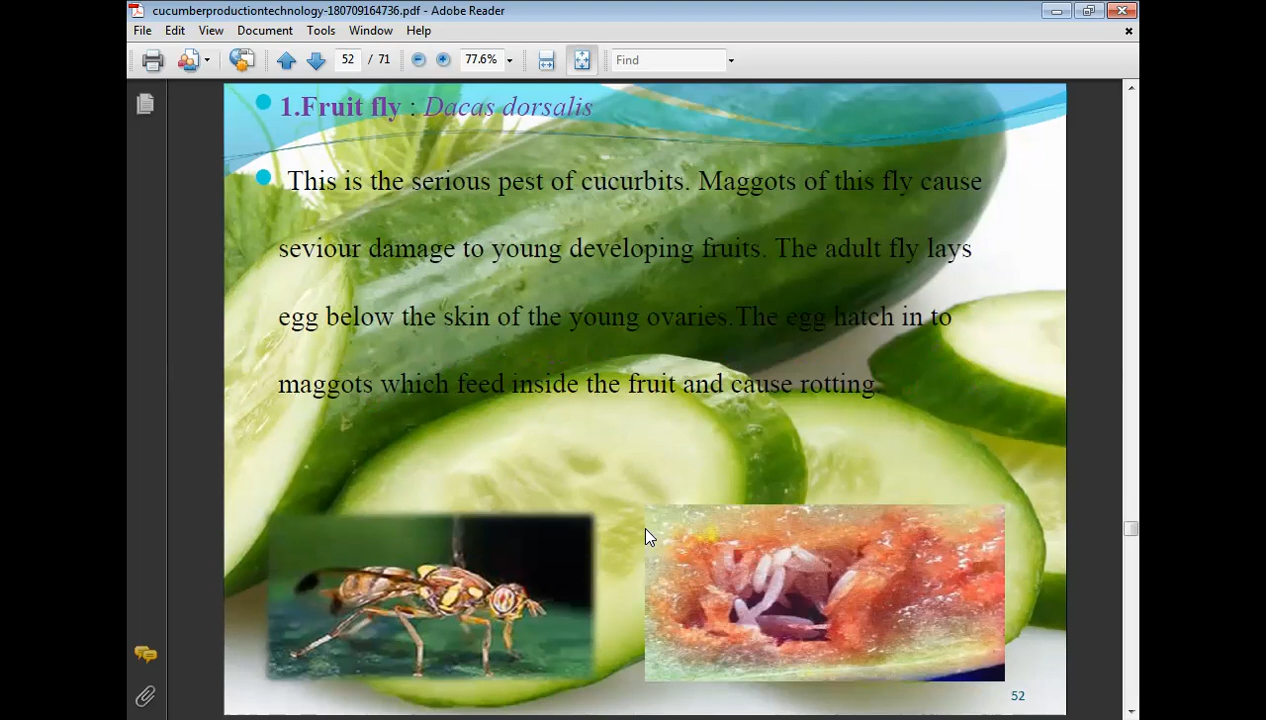 cucumberproductiontechnology-180709164736.pdf - Adobe Reader
File Edit View Document Tools Window Help
52 / 71 77.6% Find
1.Fruit fly : Dacas dorsalis
This is the serious pest of cucurbits. Maggots of this fly cause
seviour damage to young developing fruits. The adult fly lays
egg below the skin of the young ovaries.The egg hatch in to
maggots which feed inside the fruit and cause rotting.
52